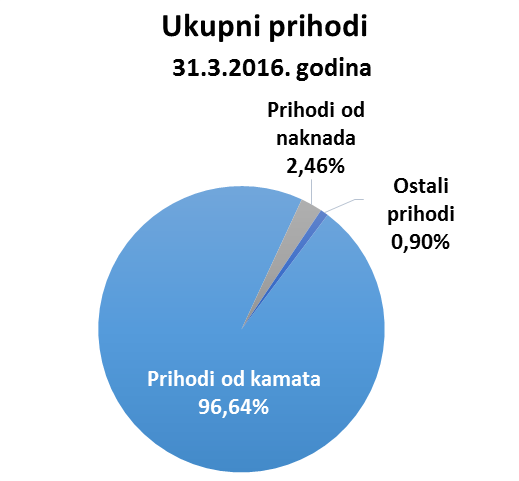 Ukupni prihodi
31.3.2016. godina
Prihodi od
naknada
2,46%
Ostali
prihodi
0,90%
Prihodi od kamata
96,64%